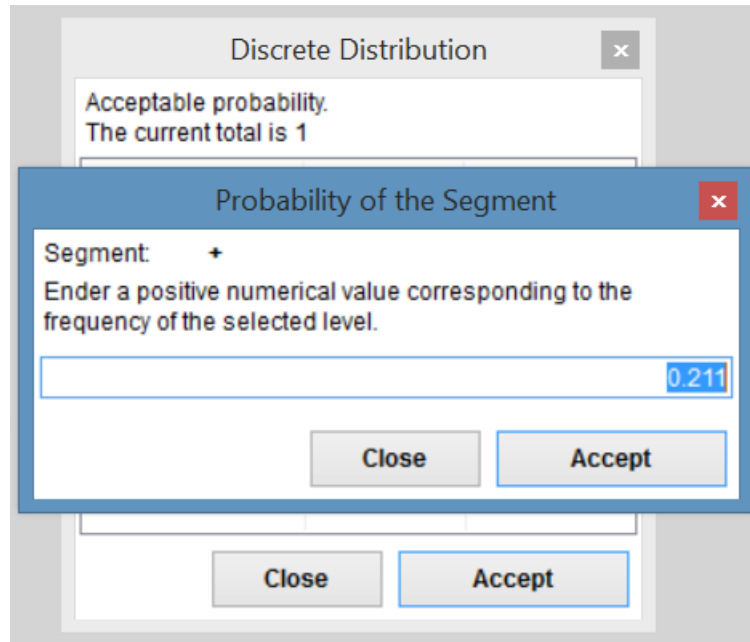 Discrete Distribution
x
Acceptable probability.
The current total is 1
Probability of the Segment
x
Segment: +
Ender a positive numerical value corresponding to the
frequency of the selected level.
0.211
Close Accept
Close Accept